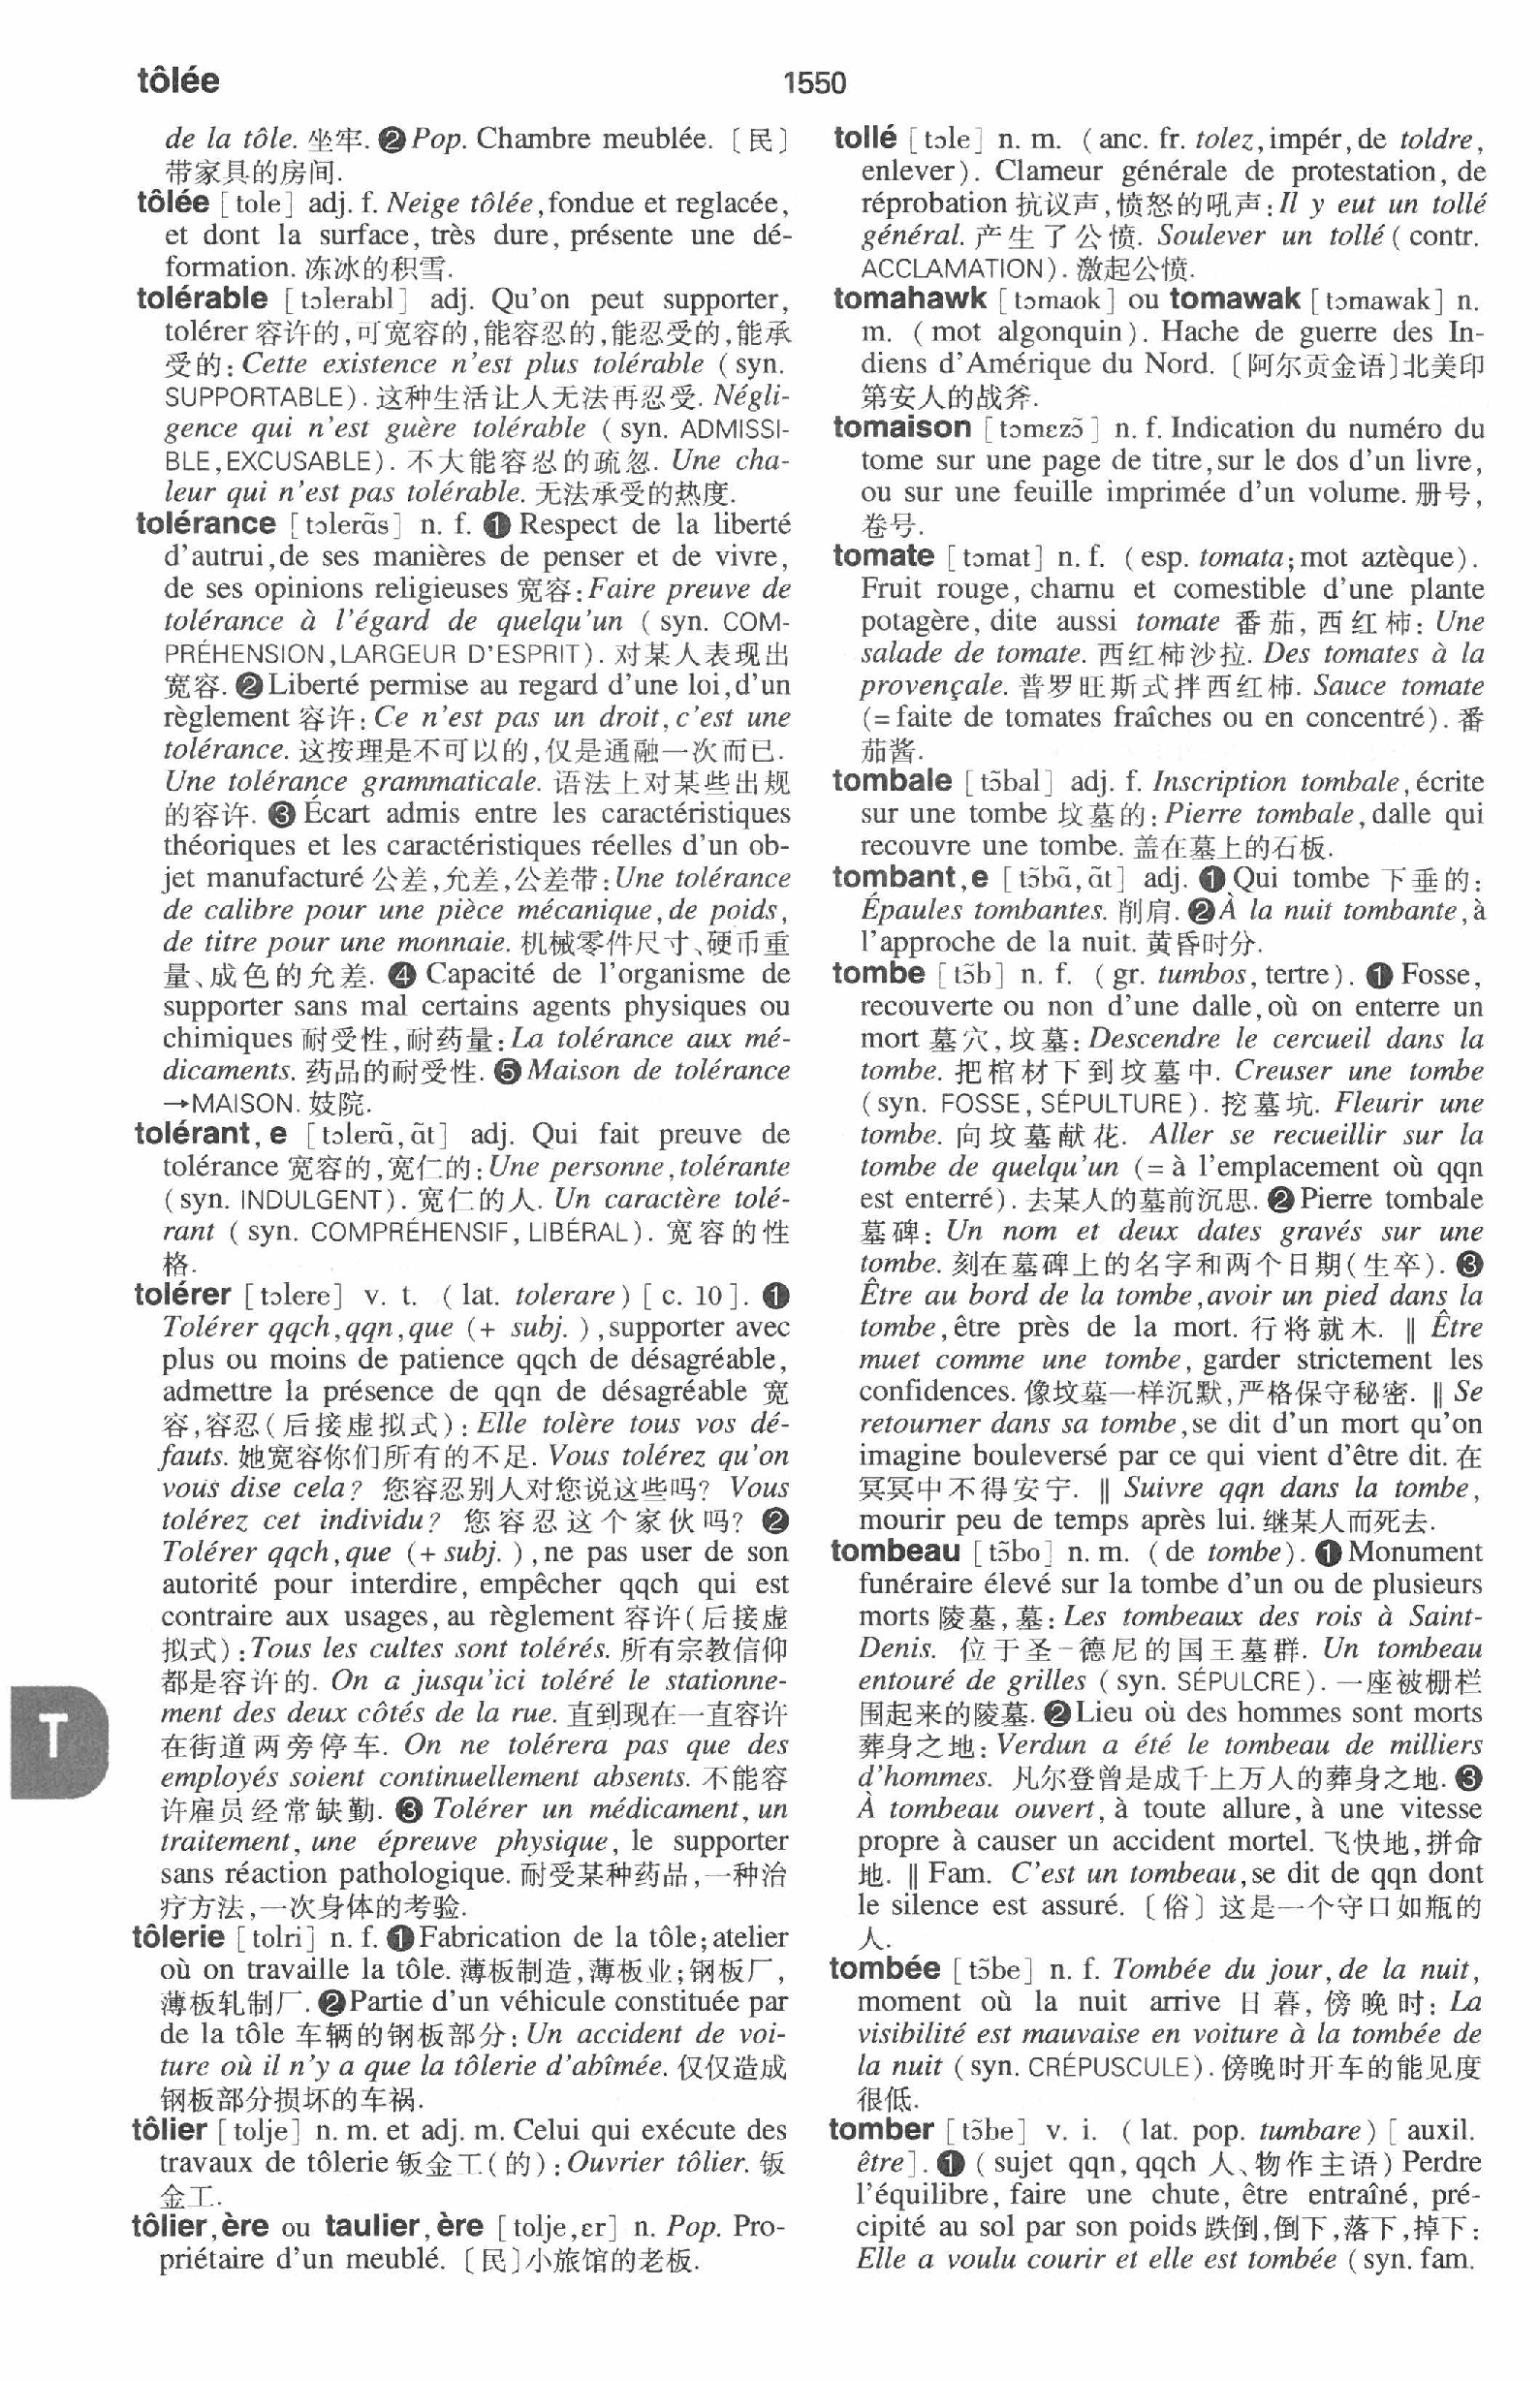 tôlée
1550
de la tôle. 坐牢. ❷ Pop. Chambre meublée. 〔民〕
带家具的房间.
tôlée [tole] adj. f. Neige tôlée, fondue et reglacée,
et dont la surface, très dure, présente une dé-
formation. 冻冰的积雪.
tolérable [tɔlerabl] adj. Qu'on peut supporter,
tolérer 容许的,可宽容的,能容忍的,能忍受的,能承
受的: Cette existence n'est plus tolérable (syn.
SUPPORTABLE). 这种生活让人无法再忍受. Négli-
gence qui n'est guère tolérable (syn. ADMISSI-
BLE, EXCUSABLE). 不大能容忍的疏忽. Une cha-
leur qui n'est pas tolérable. 无法承受的热度.
tolérance [tɔlerɑ̃s] n. f. ❶ Respect de la liberté
d'autrui, de ses manières de penser et de vivre,
de ses opinions religieuses 宽容: Faire preuve de
tolérance à l'égard de quelqu'un (syn. COM-
PRÉHENSION, LARGEUR D'ESPRIT). 对某人表现出
宽容. ❷ Liberté permise au regard d'une loi, d'un
règlement 容许: Ce n'est pas un droit, c'est une
tolérance. 这按理是不可以的,仅是通融一次而已.
Une tolérance grammaticale. 语法上对某些出规
的容许. ❸ Écart admis entre les caractéristiques
théoriques et les caractéristiques réelles d'un ob-
jet manufacturé 公差,允差,公差带: Une tolérance
de calibre pour une pièce mécanique, de poids,
de titre pour une monnaie. 机械零件尺寸、硬币重
量、成色的允差. ❹ Capacité de l'organisme de
supporter sans mal certains agents physiques ou
chimiques 耐受性,耐药量: La tolérance aux mé-
dicaments. 药品的耐受性. ❺ Maison de tolérance
→MAISON. 妓院.
tolérant, e [tɔlerɑ̃, ɑ̃t] adj. Qui fait preuve de
tolérance 宽容的,宽仁的: Une personne, tolérante
(syn. INDULGENT). 宽仁的人. Un caractère tolé-
rant (syn. COMPRÉHENSIF, LIBÉRAL). 宽容的性
格.
tolérer [tɔlere] v. t. (lat. tolerare) [c. 10]. ❶
Tolérer qqch, qqn, que (+ subj.), supporter avec
plus ou moins de patience qqch de désagréable,
admettre la présence de qqn de désagréable 宽
容,容忍(后接虚拟式): Elle tolère tous vos dé-
fauts. 她宽容你们所有的不足. Vous tolérez qu'on
vous dise cela? 您容忍别人对您说这些吗? Vous
tolérez cet individu? 您容忍这个家伙吗? ❷
Tolérer qqch, que (+ subj.), ne pas user de son
autorité pour interdire, empêcher qqch qui est
contraire aux usages, au règlement 容许(后接虚
拟式): Tous les cultes sont tolérés. 所有宗教信仰
都是容许的. On a jusqu'ici toléré le stationne-
ment des deux côtés de la rue. 直到现在一直容许
在街道两旁停车. On ne tolérera pas que des
employés soient continuellement absents. 不能容
许雇员经常缺勤. ❸ Tolérer un médicament, un
traitement, une épreuve physique, le supporter
sans réaction pathologique. 耐受某种药品,一种治
疗方法,一次身体的考验.
tôlerie [tolri] n. f. ❶ Fabrication de la tôle; atelier
où on travaille la tôle. 薄板制造,薄板业;钢板厂,
薄板轧制厂. ❷ Partie d'un véhicule constituée par
de la tôle 车辆的钢板部分: Un accident de voi-
ture où il n'y a que la tôlerie d'abîmée. 仅仅造成
钢板部分损坏的车祸.
tôlier [tolje] n. m. et adj. m. Celui qui exécute des
travaux de tôlerie 钣金工(的): Ouvrier tôlier. 钣
金工.
tôlier, ère ou taulier, ère [tolje, ɛr] n. Pop. Pro-
priétaire d'un meublé. 〔民〕小旅馆的老板.
T
tollé [tɔle] n. m. (anc. fr. tolez, impér, de toldre,
enlever). Clameur générale de protestation, de
réprobation 抗议声,愤怒的吼声: Il y eut un tollé
général. 产生了公愤. Soulever un tollé (contr.
ACCLAMATION). 激起公愤.
tomahawk [tɔmaok] ou tomawak [tɔmawak] n.
m. (mot algonquin). Hache de guerre des In-
diens d'Amérique du Nord. 〔阿尔贡金语〕北美印
第安人的战斧.
tomaison [tɔmɛzɔ̃] n. f. Indication du numéro du
tome sur une page de titre, sur le dos d'un livre,
ou sur une feuille imprimée d'un volume. 册号,
卷号.
tomate [tɔmat] n. f. (esp. tomata; mot aztèque).
Fruit rouge, charnu et comestible d'une plante
potagère, dite aussi tomate 番茄, 西红柿: Une
salade de tomate. 西红柿沙拉. Des tomates à la
provençale. 普罗旺斯式拌西红柿. Sauce tomate
(= faite de tomates fraîches ou en concentré). 番
茄酱.
tombale [tɔ̃bal] adj. f. Inscription tombale, écrite
sur une tombe 坟墓的: Pierre tombale, dalle qui
recouvre une tombe. 盖在墓上的石板.
tombant, e [tɔ̃bɑ̃, ɑ̃t] adj. ❶ Qui tombe 下垂的:
Épaules tombantes. 削肩. ❷ À la nuit tombante, à
l'approche de la nuit. 黄昏时分.
tombe [tɔ̃b] n. f. (gr. tumbos, tertre). ❶ Fosse,
recouverte ou non d'une dalle, où on enterre un
mort 墓穴, 坟墓: Descendre le cercueil dans la
tombe. 把棺材下到坟墓中. Creuser une tombe
(syn. FOSSE, SÉPULTURE). 挖墓坑. Fleurir une
tombe. 向坟墓献花. Aller se recueillir sur la
tombe de quelqu'un (= à l'emplacement où qqn
est enterré). 去某人的墓前沉思. ❷ Pierre tombale
墓碑: Un nom et deux dates gravés sur une
tombe. 刻在墓碑上的名字和两个日期(生卒). ❸
Être au bord de la tombe, avoir un pied dans la
tombe, être près de la mort. 行将就木. ‖ Être
muet comme une tombe, garder strictement les
confidences. 像坟墓一样沉默,严格保守秘密. ‖ Se
retourner dans sa tombe, se dit d'un mort qu'on
imagine bouleversé par ce qui vient d'être dit. 在
冥冥中不得安宁. ‖ Suivre qqn dans la tombe,
mourir peu de temps après lui. 继某人而死去.
tombeau [tɔ̃bo] n. m. (de tombe). ❶ Monument
funéraire élevé sur la tombe d'un ou de plusieurs
morts 陵墓,墓: Les tombeaux des rois à Saint-
Denis. 位于圣-德尼的国王墓群. Un tombeau
entouré de grilles (syn. SÉPULCRE). 一座被栅栏
围起来的陵墓. ❷ Lieu où des hommes sont morts
葬身之地: Verdun a été le tombeau de milliers
d'hommes. 凡尔登曾是成千上万人的葬身之地. ❸
À tombeau ouvert, à toute allure, à une vitesse
propre à causer un accident mortel. 飞快地,拼命
地. ‖ Fam. C'est un tombeau, se dit de qqn dont
le silence est assuré. 〔俗〕这是一个守口如瓶的
人.
tombée [tɔ̃be] n. f. Tombée du jour, de la nuit,
moment où la nuit arrive 日暮, 傍晚时: La
visibilité est mauvaise en voiture à la tombée de
la nuit (syn. CRÉPUSCULE). 傍晚时开车的能见度
很低.
tomber [tɔ̃be] v. i. (lat. pop. tumbare) [auxil.
être]. ❶ (sujet qqn, qqch 人、物作主语) Perdre
l'équilibre, faire une chute, être entraîné, pré-
cipité au sol par son poids 跌倒,倒下,落下,掉下:
Elle a voulu courir et elle est tombée (syn. fam.